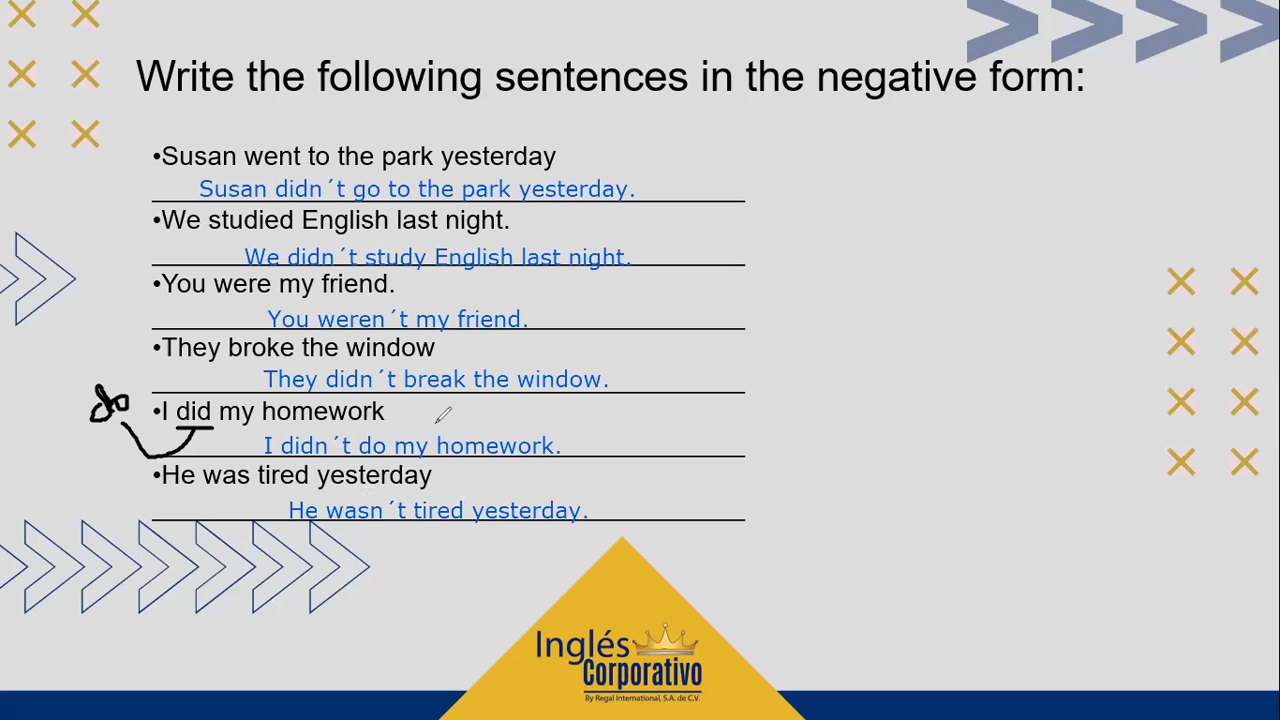 Write the following sentences in the negative form:
•Susan went to the park yesterday
Susan didn´t go to the park yesterday.
•We studied English last night.
We didn´t study English last night.
•You were my friend.
You weren´t my friend.
•They broke the window
They didn´t break the window.
do
•I did my homework
I didn´t do my homework.
•He was tired yesterday
He wasn´t tired yesterday.
Inglés
Corporativo
By Regal International, S.A. de C.V.